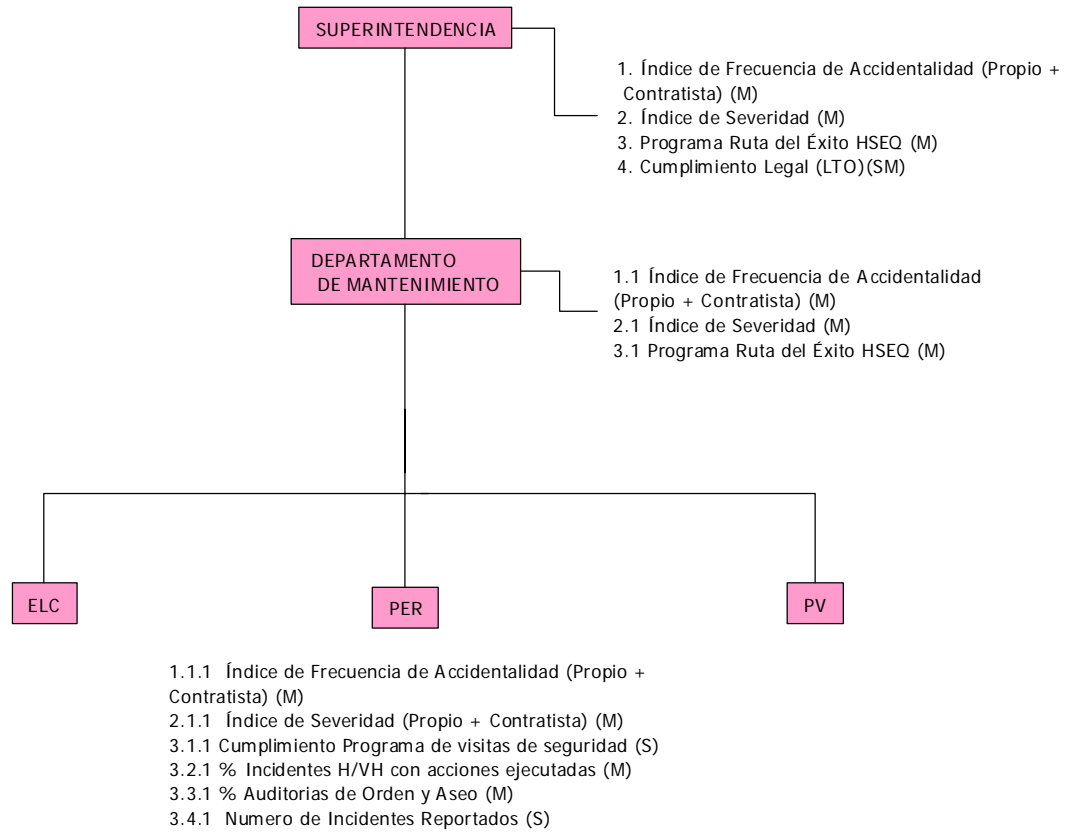 SUPERINTENDENCIA
1. Índice de Frecuencia de Accidentalidad (Propio +
Contratista) (M)
2. Índice de Severidad (M)
3. Programa Ruta del Éxito HSEQ (M)
4. Cumplimiento Legal (LTO)(SM)
DEPARTAMENTO
DE MANTENIMIENTO
1.1 Índice de Frecuencia de Accidentalidad
(Propio + Contratista) (M)
2.1 Índice de Severidad (M)
3.1 Programa Ruta del Éxito HSEQ (M)
ELC
PER
PV
1.1.1 Índice de Frecuencia de Accidentalidad (Propio +
Contratista) (M)
2.1.1 Índice de Severidad (Propio + Contratista) (M)
3.1.1 Cumplimiento Programa de visitas de seguridad (S)
3.2.1 % Incidentes H/VH con acciones ejecutadas (M)
3.3.1 % Auditorias de Orden y Aseo (M)
3.4.1 Numero de Incidentes Reportados (S)